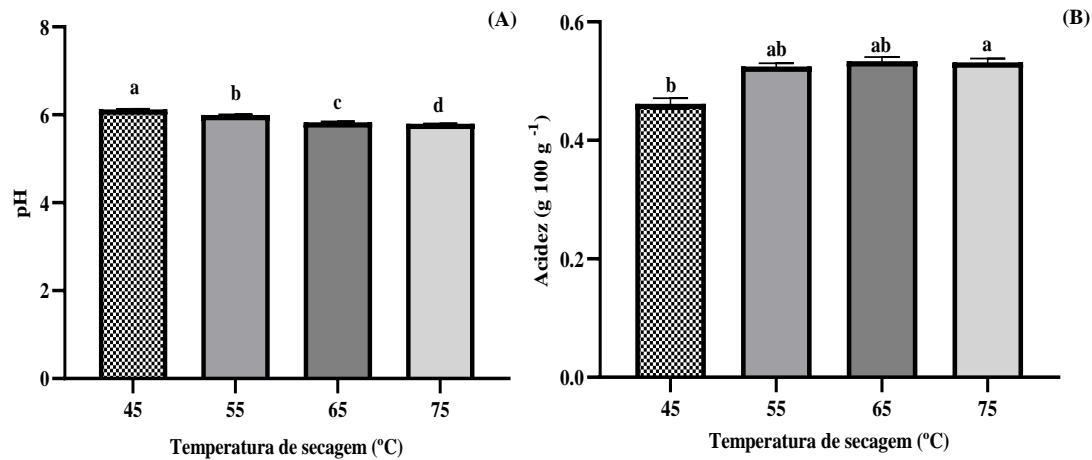 (A)
8
6
4
2
0
pH
a
b
c
d
45
55
65
75
Temperatura de secagem (ºC)
(B)
0.6
0.4
0.2
0.0
Acidez (g 100 g ⁻¹)
b
ab
ab
a
45
55
65
75
Temperatura de secagem (ºC)